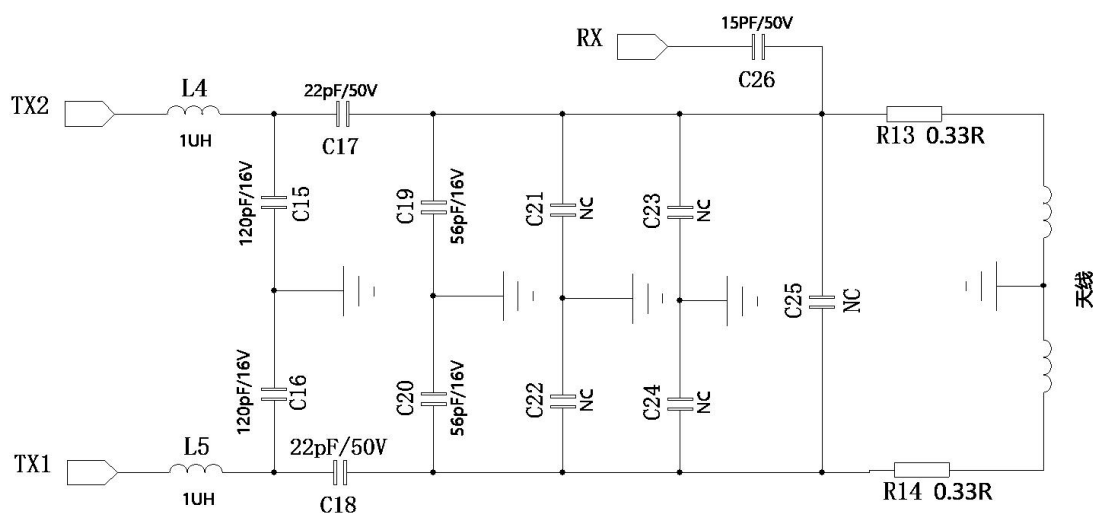 RX
15PF/50V
C26
TX2
L4
1UH
22pF/50V
C17
R13 0.33R
120pF/16V
C15
C19
56pF/16V
C21
NC
C23
NC
C25
NC
天线
120pF/16V
C16
C20
56pF/16V
C22
NC
C24
NC
TX1
L5
1UH
22pF/50V
C18
R14 0.33R